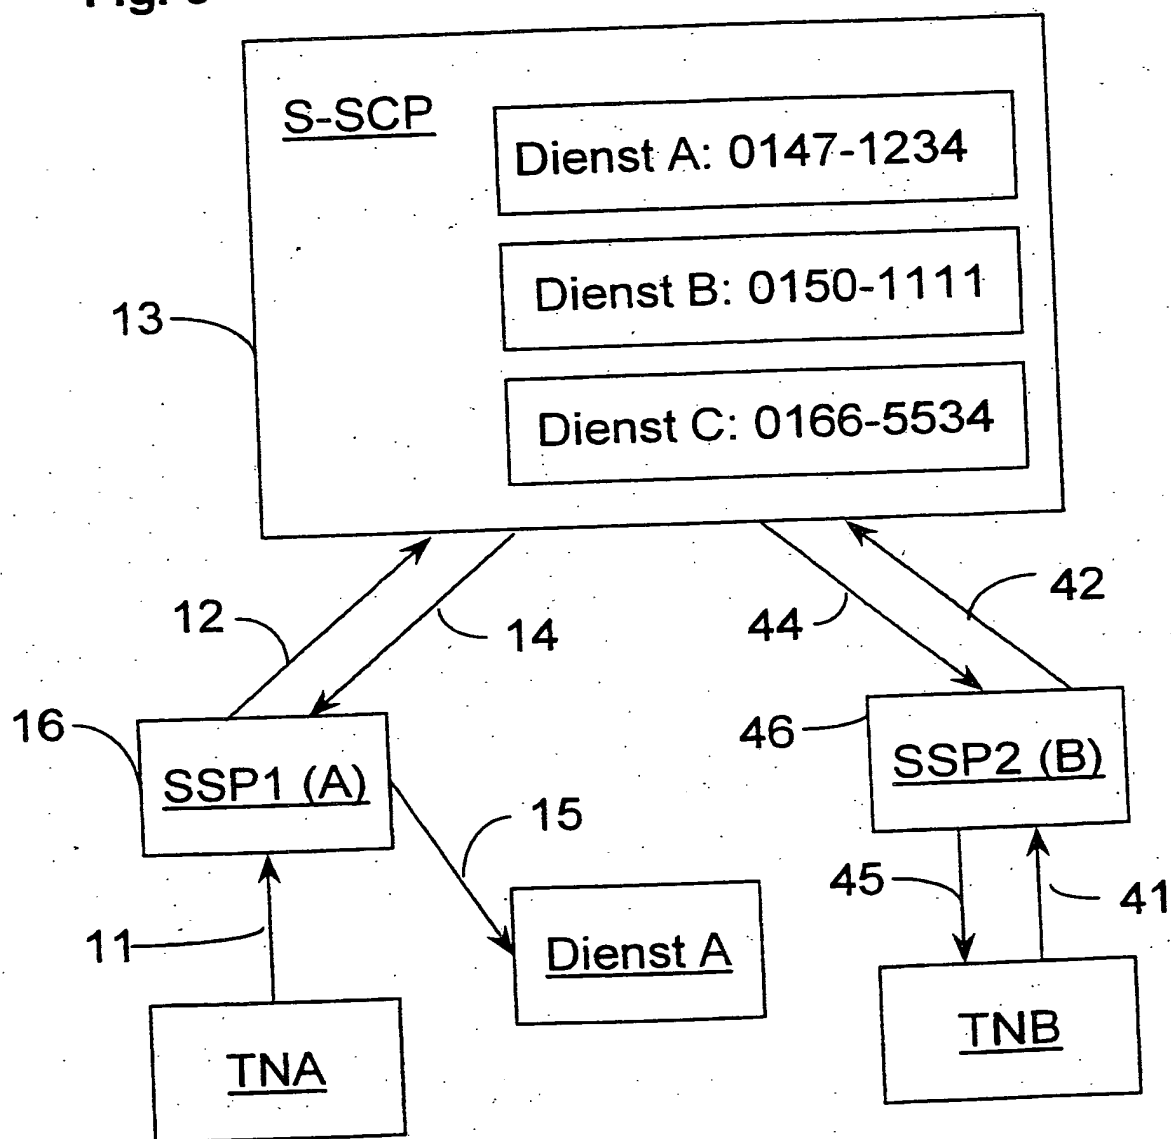 S-SCP
Dienst A: 0147-1234
Dienst B: 0150-1111
13
Dienst C: 0166-5534
12
14
44
42
16
SSP1 (A)
46
SSP2 (B)
15
45
41
11
Dienst A
TNA
TNB